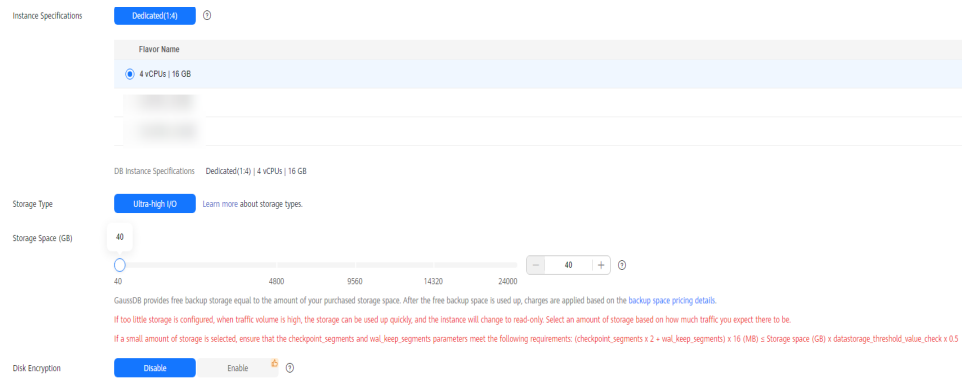 Instance Specifications Dedicated(1:4)
Flavor Name
4 vCPUs | 16 GB
DB Instance Specifications Dedicated(1:4) | 4 vCPUs | 16 GB
Storage Type Ultra-high I/O Learn more about storage types.
Storage Space (GB) 40
40
40 4800 9560 14320 24000
GaussDB provides free backup storage equal to the amount of your purchased storage space. After the free backup space is used up, charges are applied based on the backup space pricing details.
If too little storage is configured, when traffic volume is high, the storage can be used up quickly, and the instance will change to read-only. Select an amount of storage based on how much traffic you expect there to be.
If a small amount of storage is selected, ensure that the checkpoint_segments and wal_keep_segments parameters meet the following requirements: (checkpoint_segments x 2 + wal_keep_segments) x 16 (MB) ≤ Storage space (GB) x datastorage_threshold_value_check x 0.5
Disk Encryption Disable Enable